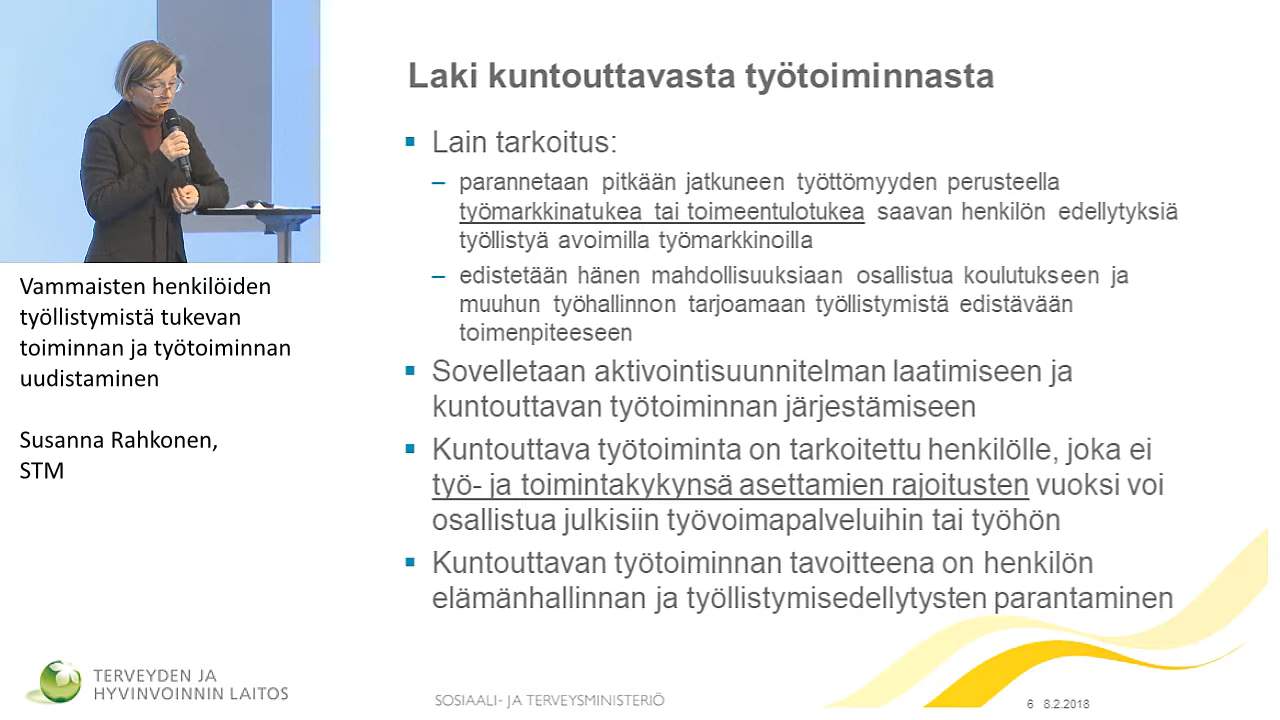 Laki kuntouttavasta työtoiminnasta
Lain tarkoitus:
– parannetaan pitkään jatkuneen työttömyyden perusteella
työmarkkinatukea tai toimeentulotukea saavan henkilön edellytyksiä
työllistyä avoimilla työmarkkinoilla
– edistetään hänen mahdollisuuksiaan osallistua koulutukseen ja
muuhun työhallinnon tarjoamaan työllistymistä edistävään
toimenpiteeseen
Sovelletaan aktivointisuunnitelman laatimiseen ja
kuntouttavan työtoiminnan järjestämiseen
Kuntouttava työtoiminta on tarkoitettu henkilölle, joka ei
työ- ja toimintakykynsä asettamien rajoitusten vuoksi voi
osallistua julkisiin työvoimapalveluihin tai työhön
Kuntouttavan työtoiminnan tavoitteena on henkilön
elämänhallinnan ja työllistymisedellytysten parantaminen
Vammaisten henkilöiden
työllistymistä tukevan
toiminnan ja työtoiminnan
uudistaminen
Susanna Rahkonen,
STM
TERVEYDEN JA
HYVINVOINNIN LAITOS
SOSIAALI- JA TERVEYSMINISTERIÖ
6 8.2.2018